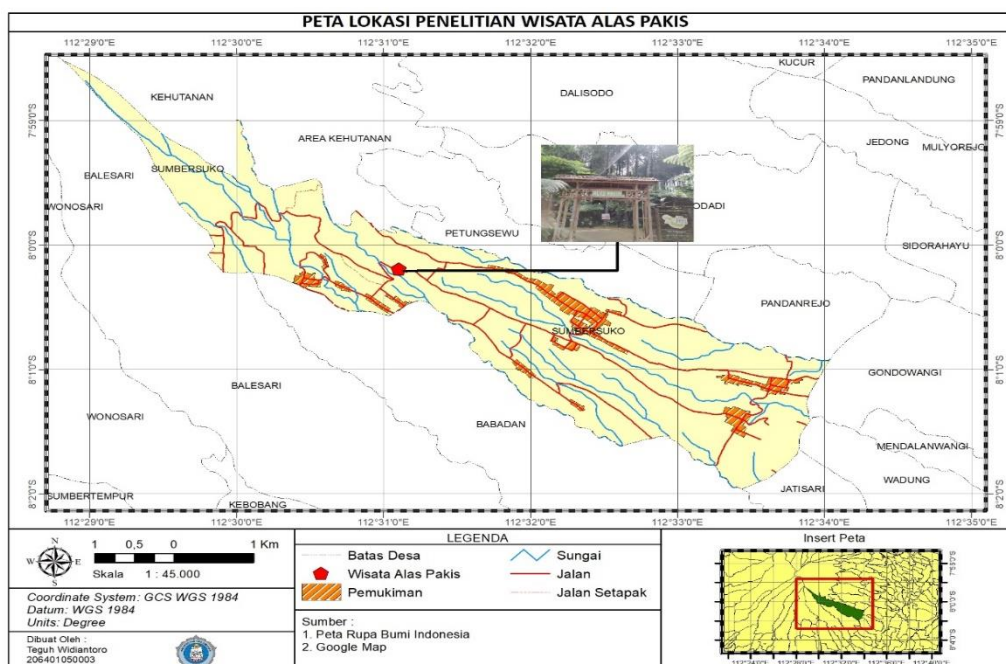 PETA LOKASI PENELITIAN WISATA ALAS PAKIS
112°29'0"E 112°30'0"E 112°32'0"E 112°34'0"E 112°35'0"E
7°59'0"S
8°0'0"S
8°1'0"S
8°2'0"S
KUCUR
PANDANLANDUNG
KEHUTANAN
DALISODO
AREA KEHUTANAN
JEDONG
MULYOREJO
SUMBERSUKO
BALESARI
WONOSARI
ODADI
PETUNGSEWU
SIDORAHAYU
PANDANREJO
SUMBERSUKO
GONDOWANGI
BALESARI
WONOSARI
BABADAN
MENDALANWANGI
WADUNG
JATISARI
SUMBERTEMPUR
KEBOBANG
7°59'0"S
8°0'0"S
8°1'0"S
8°2'0"S
112°29'0"E 112°30'0"E 112°31'0"E 112°32'0"E 112°33'0"E 112°34'0"E 112°35'0"E
N
W E
S
1 0,5 0 1 Km
Skala 1 : 45.000
Coordinate System: GCS WGS 1984
Datum: WGS 1984
Units: Degree
Dibuat Oleh :
Teguh Widiantoro
206401050003
LEGENDA
Batas Desa
Wisata Alas Pakis
Pemukiman
Sungai
Jalan
Jalan Setapak
Sumber :
1. Peta Rupa Bumi Indonesia
2. Google Map
Insert Peta